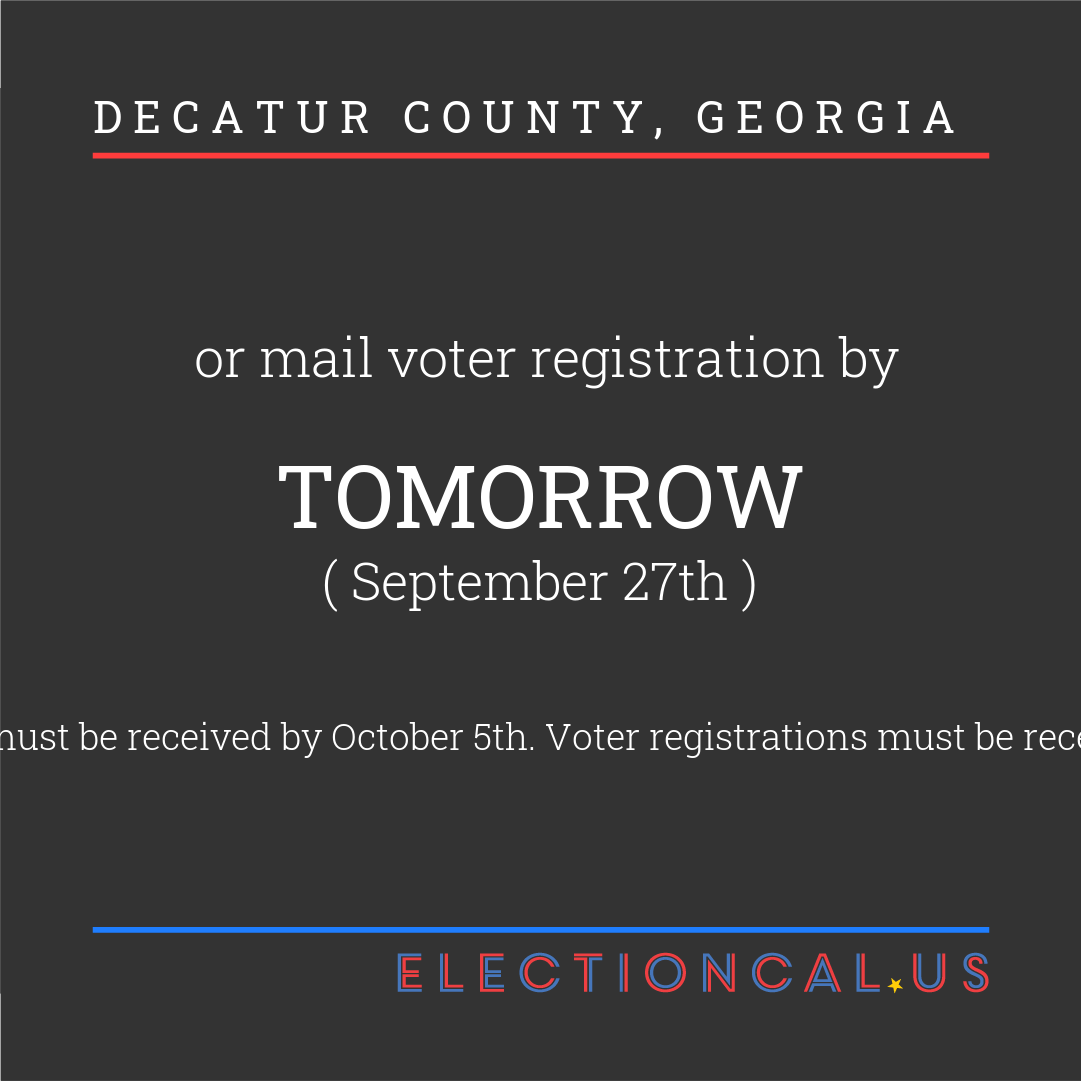 DECATUR COUNTY, GEORGIA
or mail voter registration by
TOMORROW
( September 27th )
must be received by October 5th. Voter registrations must be
ELECTIONCAL.US